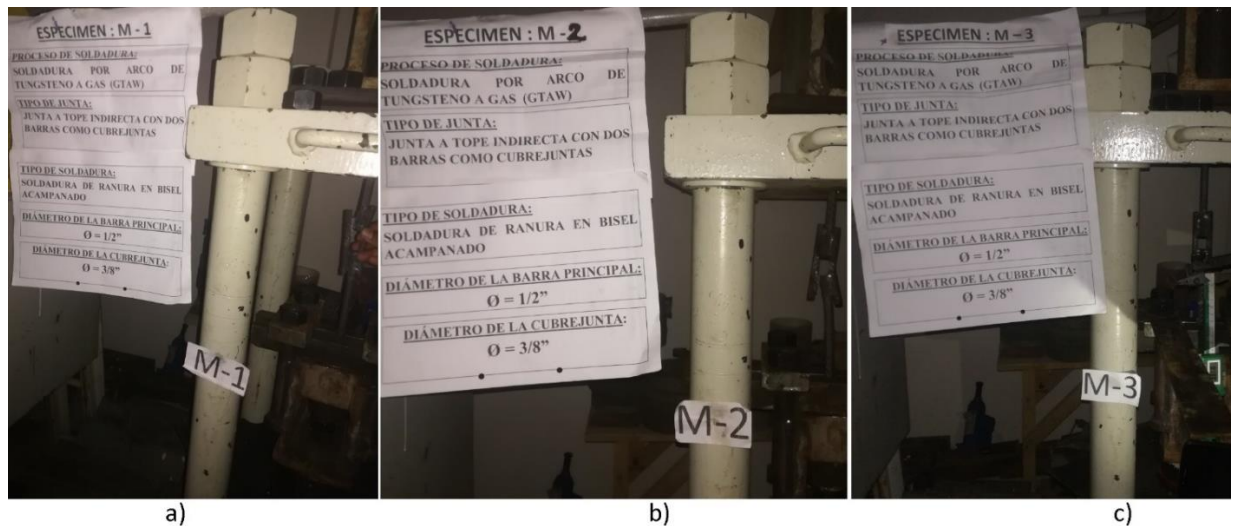 ESPECIMEN : M - 1
PROCESO DE SOLDADURA:
SOLDADURA POR ARCO DE
TUNGSTENO A GAS (GTAW)
TIPO DE JUNTA:
JUNTA A TOPE INDIRECTA CON DOS
BARRAS COMO CUBREJUNTAS
TIPO DE SOLDADURA:
SOLDADURA DE RANURA EN BISEL
ACAMPANADO
DIÁMETRO DE LA BARRA PRINCIPAL:
Ø = 1/2”
DIÁMETRO DE LA CUBREJUNTA:
Ø = 3/8”
M-1
a)
ESPECIMEN : M - 2
PROCESO DE SOLDADURA:
SOLDADURA POR ARCO DE
TUNGSTENO A GAS (GTAW)
TIPO DE JUNTA:
JUNTA A TOPE INDIRECTA CON DOS
BARRAS COMO CUBREJUNTAS
TIPO DE SOLDADURA:
SOLDADURA DE RANURA EN BISEL
ACAMPANADO
DIÁMETRO DE LA BARRA PRINCIPAL:
Ø = 1/2”
DIÁMETRO DE LA CUBREJUNTA:
Ø = 3/8”
M-2
b)
ESPECIMEN : M – 3
PROCESO DE SOLDADURA:
SOLDADURA POR ARCO DE
TUNGSTENO A GAS (GTAW)
TIPO DE JUNTA:
JUNTA A TOPE INDIRECTA CON DOS
BARRAS COMO CUBREJUNTAS
TIPO DE SOLDADURA:
SOLDADURA DE RANURA EN BISEL
ACAMPANADO
DIÁMETRO DE LA BARRA PRINCIPAL:
Ø = 1/2”
DIÁMETRO DE LA CUBREJUNTA:
Ø = 3/8”
M-3
c)